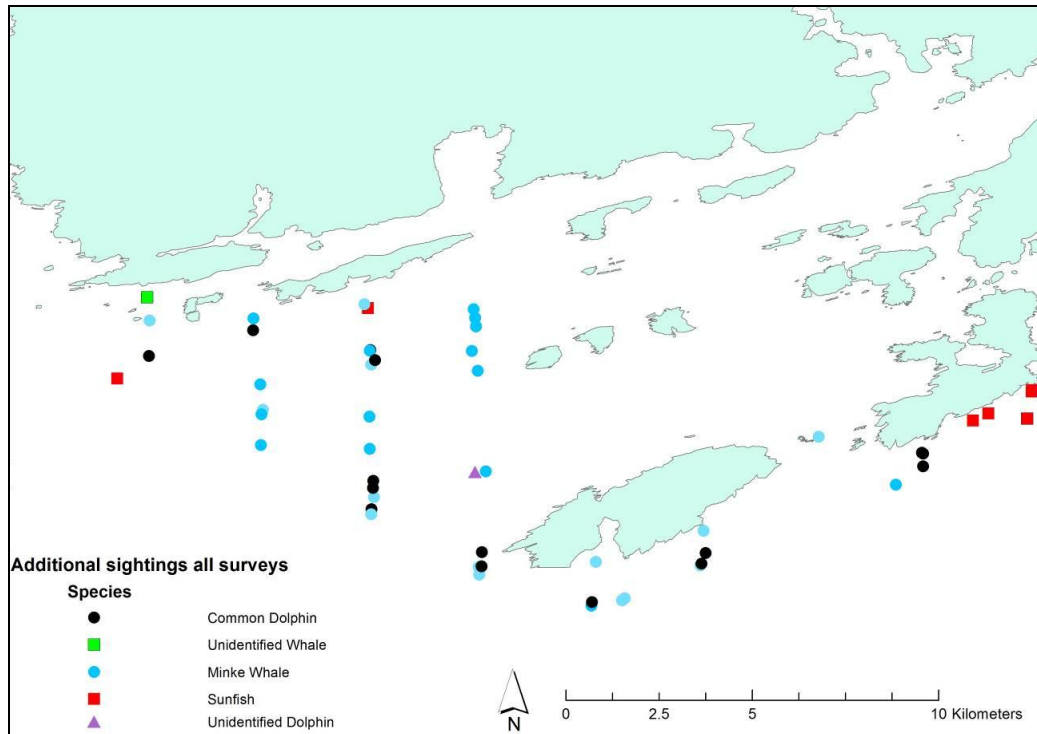 Additional sightings all surveys
Species
Common Dolphin
Unidentified Whale
Minke Whale
Sunfish
Unidentified Dolphin
N
0 2.5 5 10 Kilometers